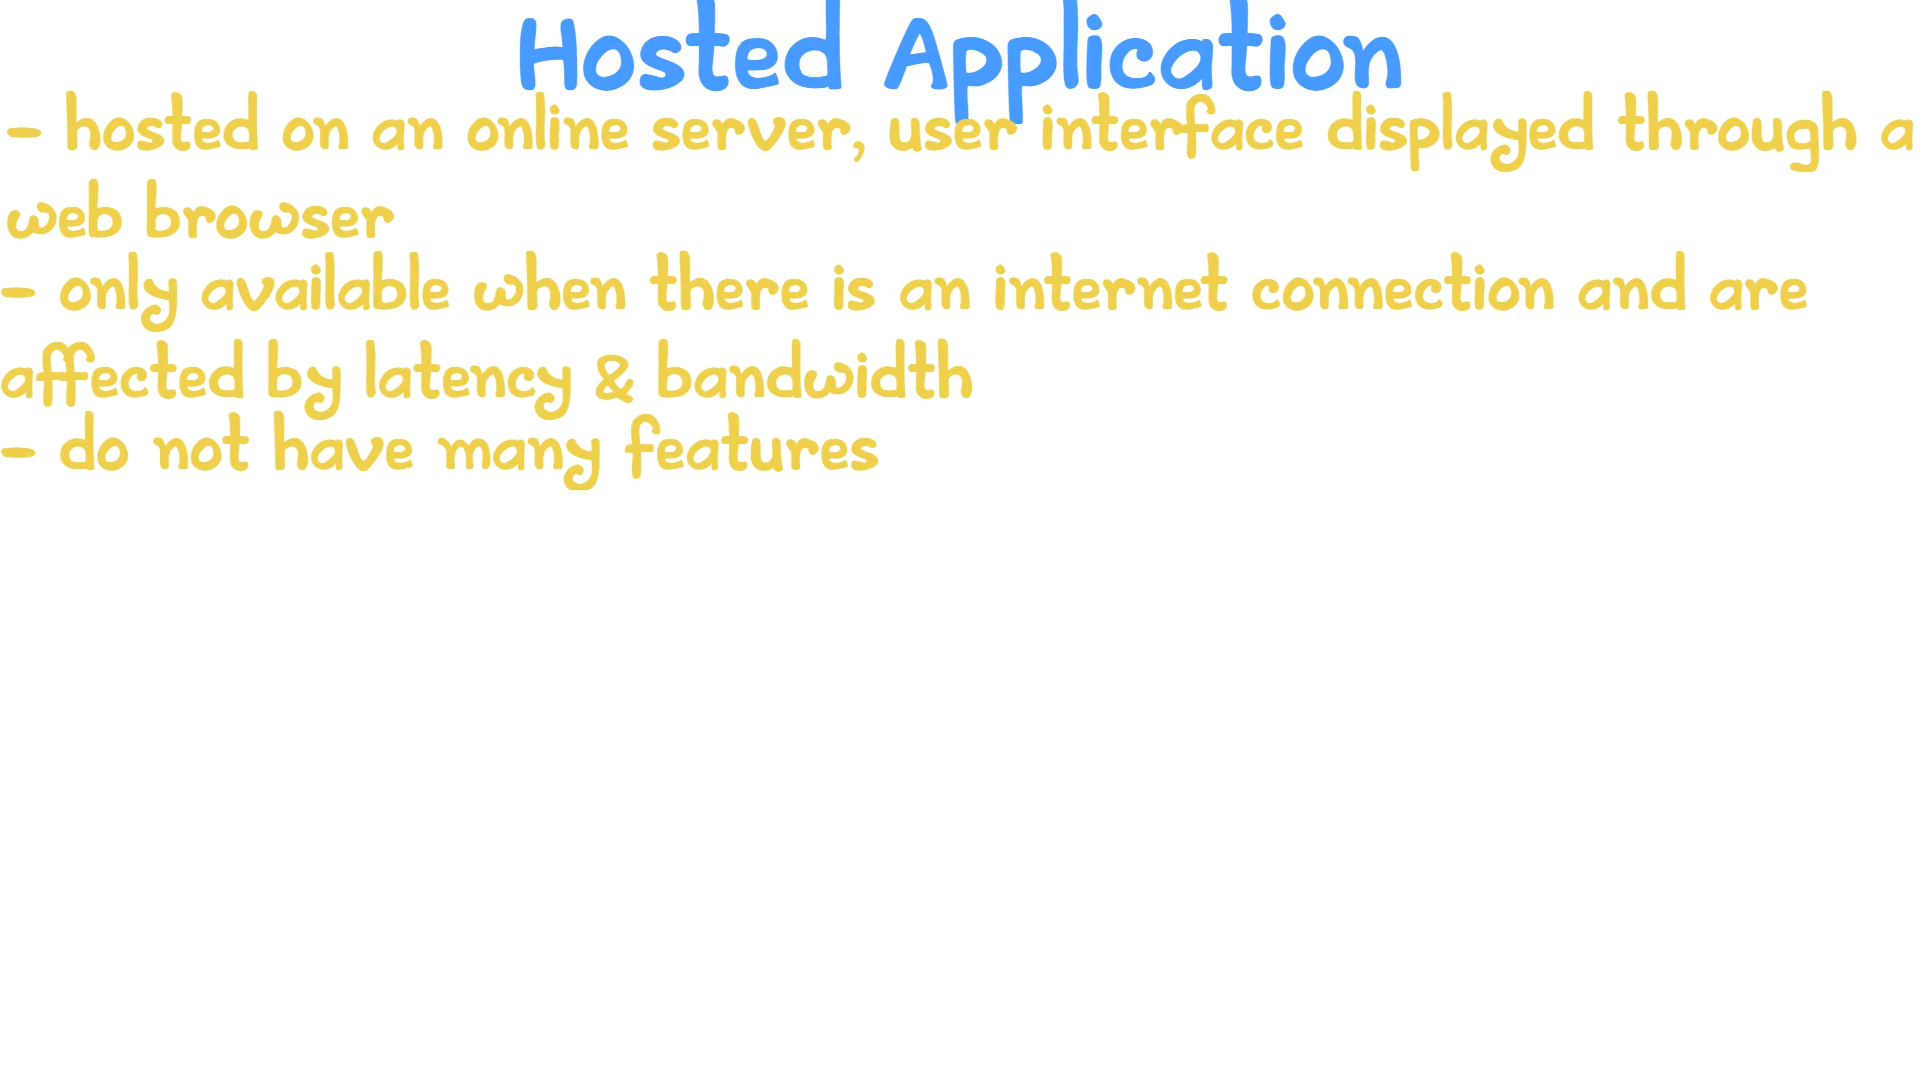 Hosted Application
- hosted on an online server, user interface displayed through a
web browser
- only available when there is an internet connection and are
affected by latency & bandwidth
- do not have many features